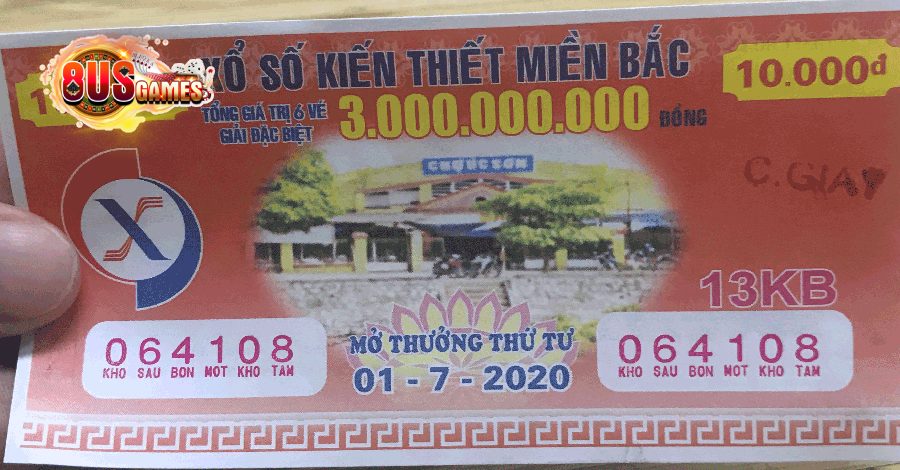 8US
GAMES
XỔ SỐ KIẾN THIẾT MIỀN BẮC
10.000đ
TỔNG GIÁ TRỊ 6 VÉ
GIẢI ĐẶC BIỆT
3.000.000.000 ĐỒNG
C. GIA♥
X
13KB
064108
KHO SAU BON MOT KHO TAM
MỞ THƯỞNG THỨ TƯ
01 - 7 - 2020
064108
KHO SAU BON MOT KHO TAM